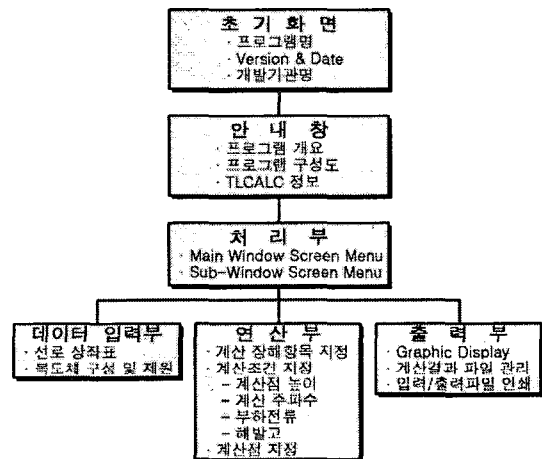 초 기 화 면
· 프로그램명
· Version & Date
· 개발기관명
안 내 창
· 프로그램 개요
· 프로그램 구성도
· TLCALC 정보
처 리 부
· Main Window Screen Menu
· Sub-Window Screen Menu
데이터 입력부
· 선로 상좌표
· 복도체 구성 및 제원
연 산 부
· 계산 장해항목 지정
· 계산조건 지정
- 계산점 높이
- 계산 주파수
- 부하전류
- 해발고
· 계산점 지정
출 력 부
· Graphic Display
· 계산결과 파일 관리
· 입력/출력파일 인쇄